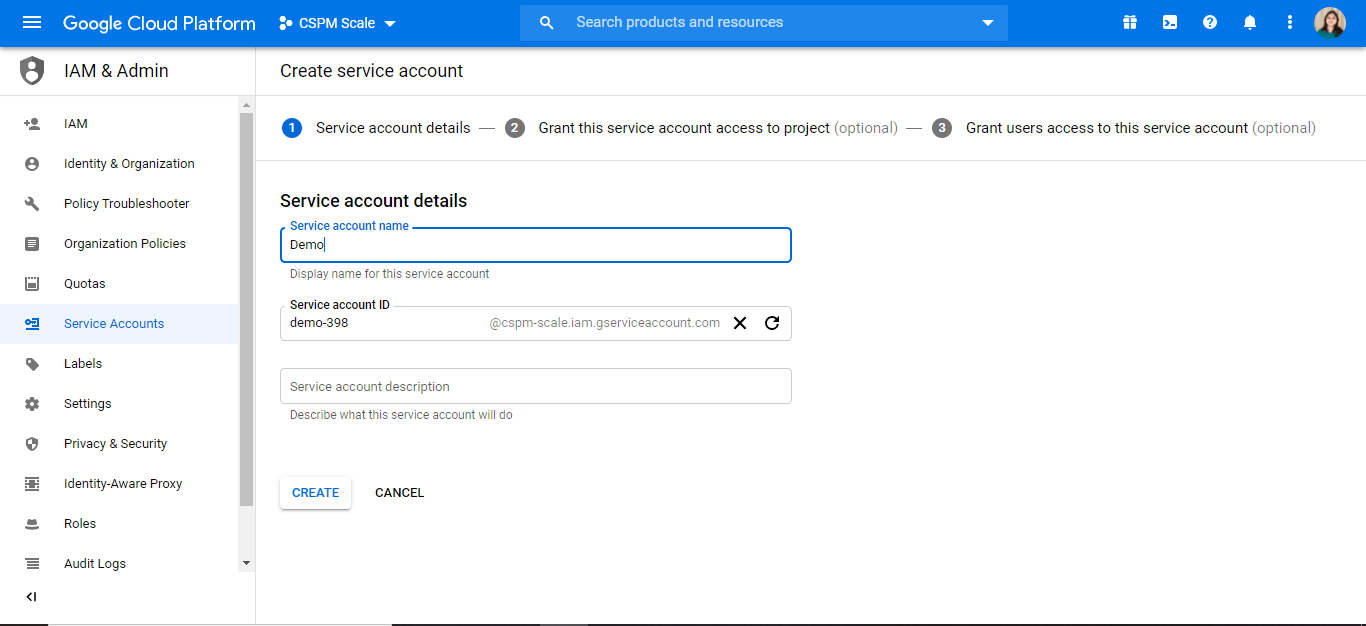 Google Cloud Platform
CSPM Scale
Search products and resources
IAM & Admin
Create service account
IAM
Identity & Organization
Policy Troubleshooter
Organization Policies
Quotas
Service Accounts
Labels
Settings
Privacy & Security
Identity-Aware Proxy
Roles
Audit Logs
1 Service account details — 2 Grant this service account access to project (optional) — 3 Grant users access to this service account (optional)
Service account details
Service account name
Demo
Display name for this service account
Service account ID
demo-398 @cspm-scale.iam.gserviceaccount.com
Service account description
Describe what this service account will do
CREATE CANCEL